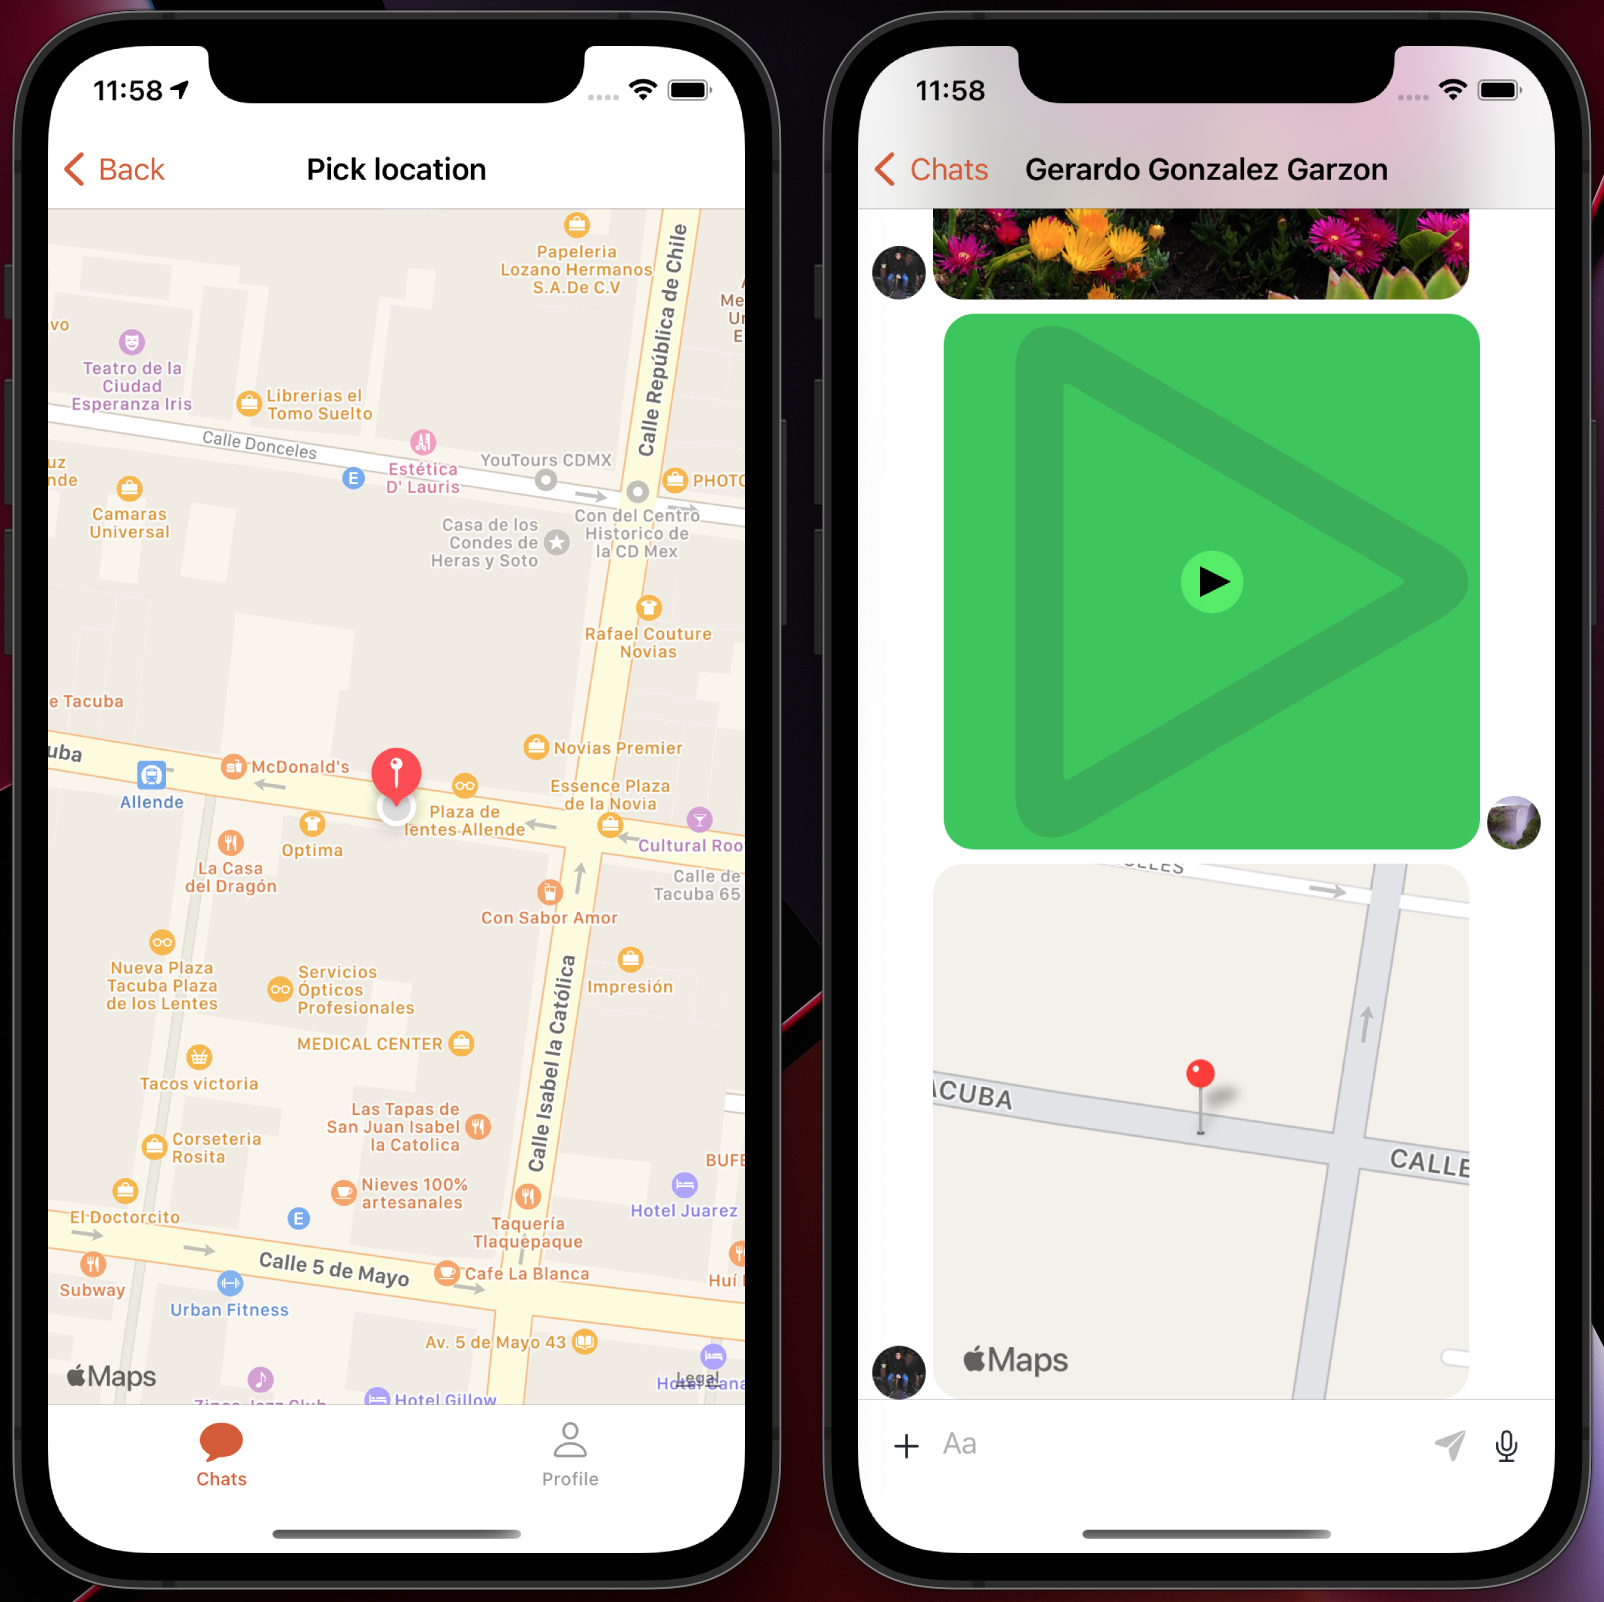 11:58
Back
Pick location
Papeleria
Lozano Hermanos
S.A.De C.V
Calle República de Chile
Teatro de la
Ciudad
Esperanza Iris
Librerias el
Tomo Suelto
Calle Donceles
Estética
D' Lauris
E
YouTours CDMX
PHOTO
Camaras
Universal
Casa de los
Condes de
Heras y Soto
Con del Centro
Historico de
la CD Mex
Rafael Couture
Novias
e Tacuba
uba
McDonald's
Novias Premier
Allende
Essence Plaza
de la Novia
Plaza de
lentes Allende
Optima
Cultural Roo
La Casa
del Dragón
Calle de
Tacuba 65
Con Sabor Amor
Calle Isabel la Católica
Nueva Plaza
Tacuba Plaza
de los Lentes
Servicios
Ópticos
Profesionales
Impresión
MEDICAL CENTER
Tacos victoria
Las Tapas de
San Juan Isabel
la Catolica
Corseteria
Rosita
BUFE
Nieves 100%
artesanales
El Doctorcito
E
Hotel Juarez
Taquería
Tlaquepaque
Calle 5 de Mayo
Cafe La Blanca
Subway
Huí
Urban Fitness
Av. 5 de Mayo 43
Maps
Legal
Hotel Gillow
Chats
Profile
11:58
Chats
Gerardo Gonzalez Garzon
ACUBA
CALLE
Maps
Aa